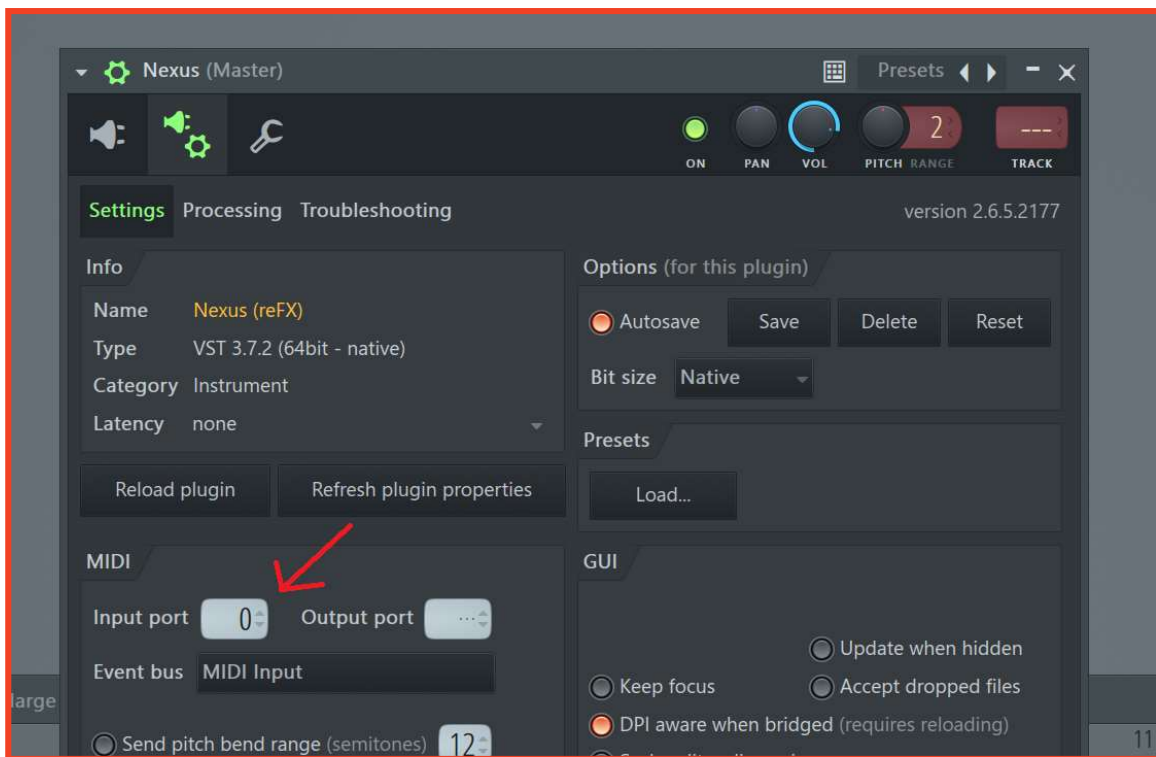 Nexus (Master)
Presets
2
---
ON PAN VOL PITCH RANGE TRACK
Settings Processing Troubleshooting
version 2.6.5.2177
Info
Name Nexus (reFX)
Type VST 3.7.2 (64bit - native)
Category Instrument
Latency none
Reload plugin Refresh plugin properties
Options (for this plugin)
Autosave Save Delete Reset
Bit size Native
Presets
Load...
MIDI
Input port 0 Output port ...
Event bus MIDI Input
Send pitch bend range (semitones) 12
GUI
Update when hidden
Keep focus Accept dropped files
DPI aware when bridged (requires reloading)
large
11